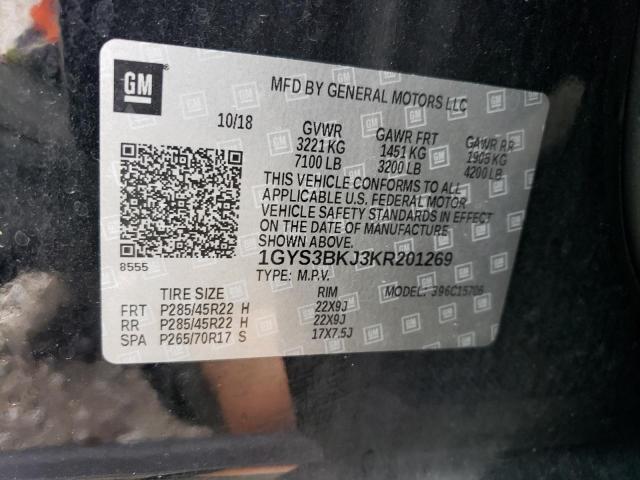 GM
MFD BY GENERAL MOTORS LLC
10/18 GVWR GAWR FRT GAWR RR
3221 KG 1451 KG 1905 KG
7100 LB 3200 LB 4200 LB
THIS VEHICLE CONFORMS TO ALL
APPLICABLE U.S. FEDERAL MOTOR
VEHICLE SAFETY STANDARDS IN EFFECT
ON THE DATE OF MANUFACTURE
SHOWN ABOVE.
8555 1GYS3BKJ3KR201269
TYPE: M.P.V. MODEL:
TIRE SIZE RIM
FRT P285/45R22 H 22X9J
RR P285/45R22 H 22X9J
SPA P265/70R17 S 17X7.5J